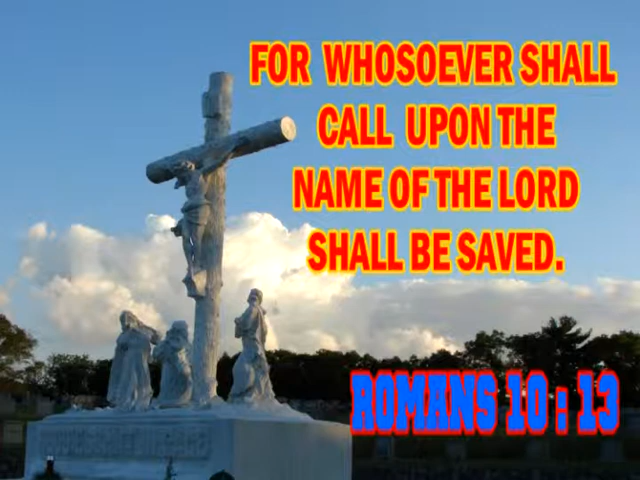 FOR WHOSOEVER SHALL
CALL UPON THE
NAME OF THE LORD
SHALL BE SAVED.
ROMANS 10 : 13